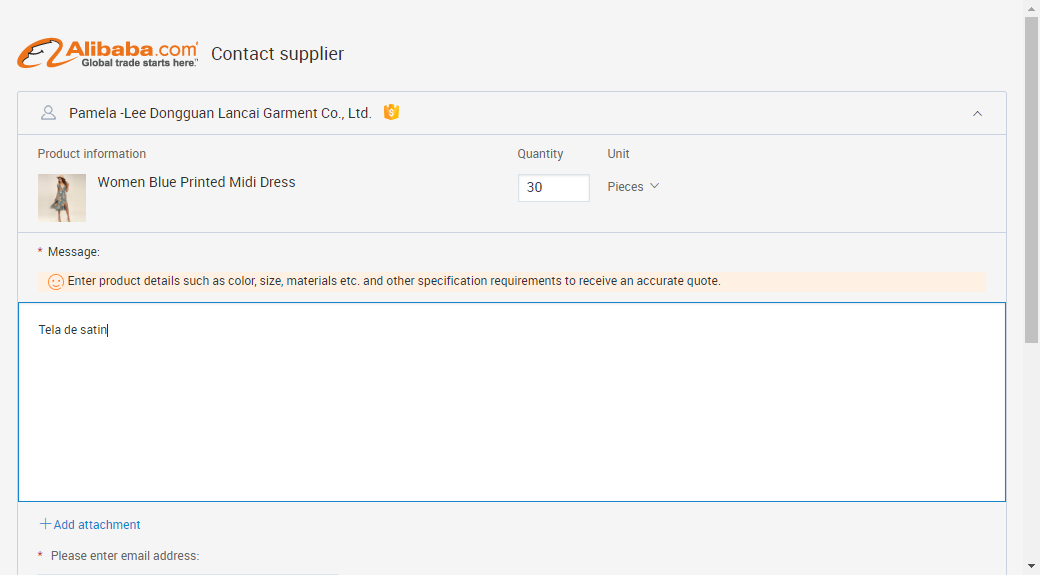 Alibaba.com
Global trade starts here.™
Contact supplier
Pamela -Lee Dongguan Lancai Garment Co., Ltd.
Product information
Quantity
Unit
Women Blue Printed Midi Dress
30
Pieces
* Message:
Enter product details such as color, size, materials etc. and other specification requirements to receive an accurate quote.
Tela de satin
Add attachment
* Please enter email address: